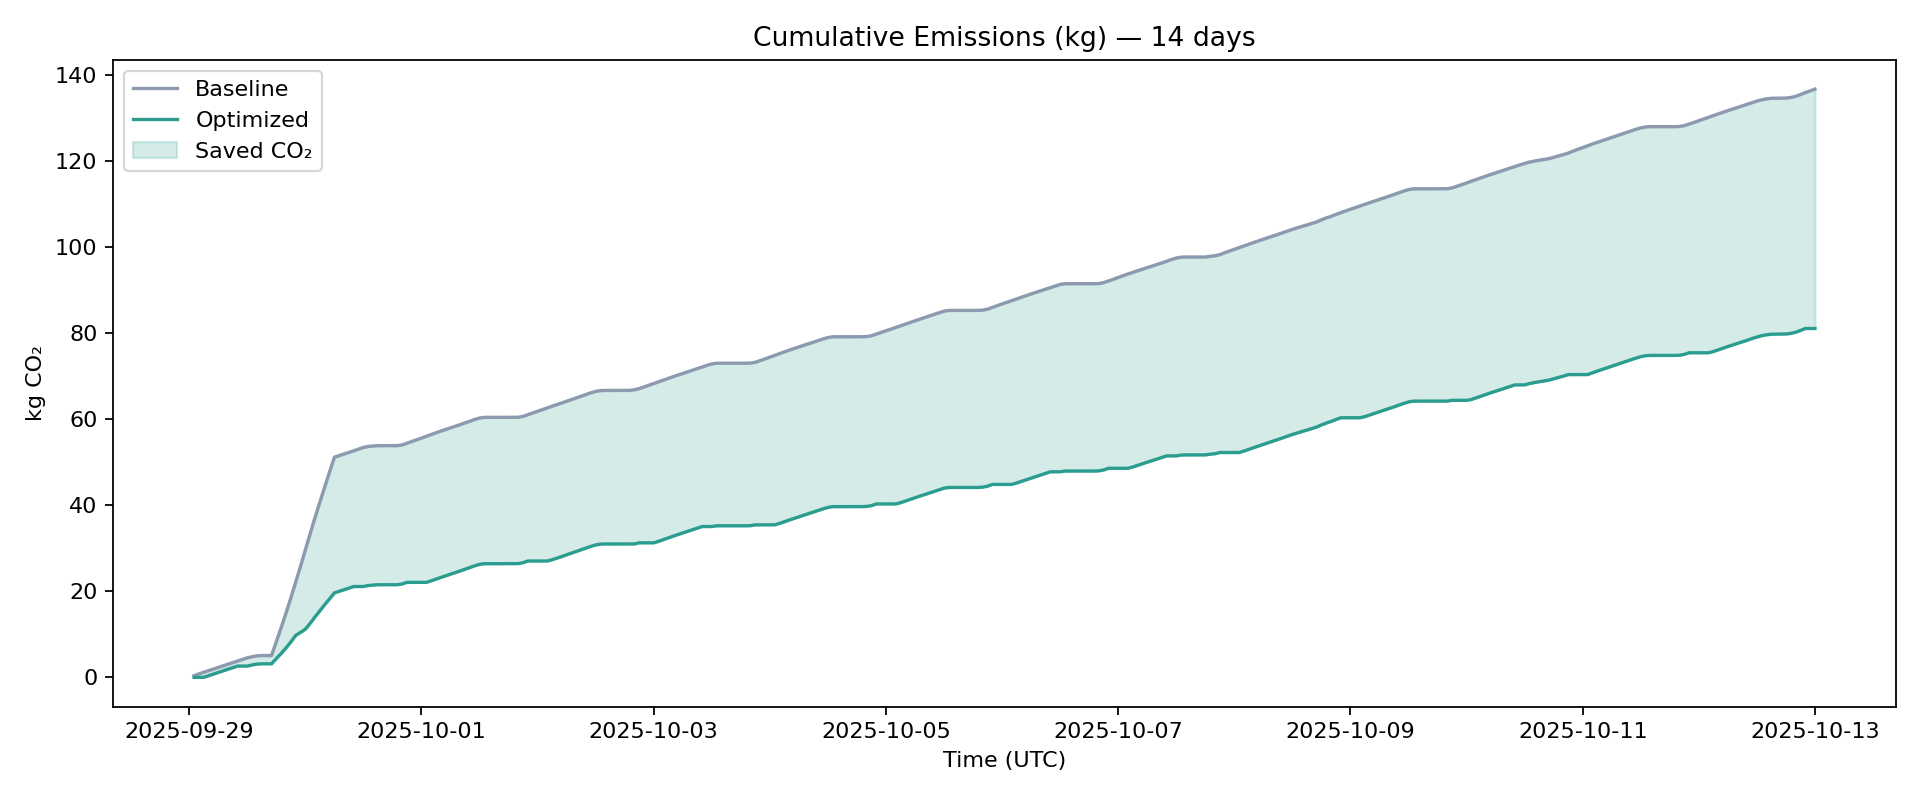 Cumulative Emissions (kg) — 14 days
Baseline
Optimized
Saved CO₂
kg CO₂
140
120
100
80
60
40
20
0
2025-09-29 2025-10-01 2025-10-03 2025-10-05 2025-10-07 2025-10-09 2025-10-11 2025-10-13
Time (UTC)